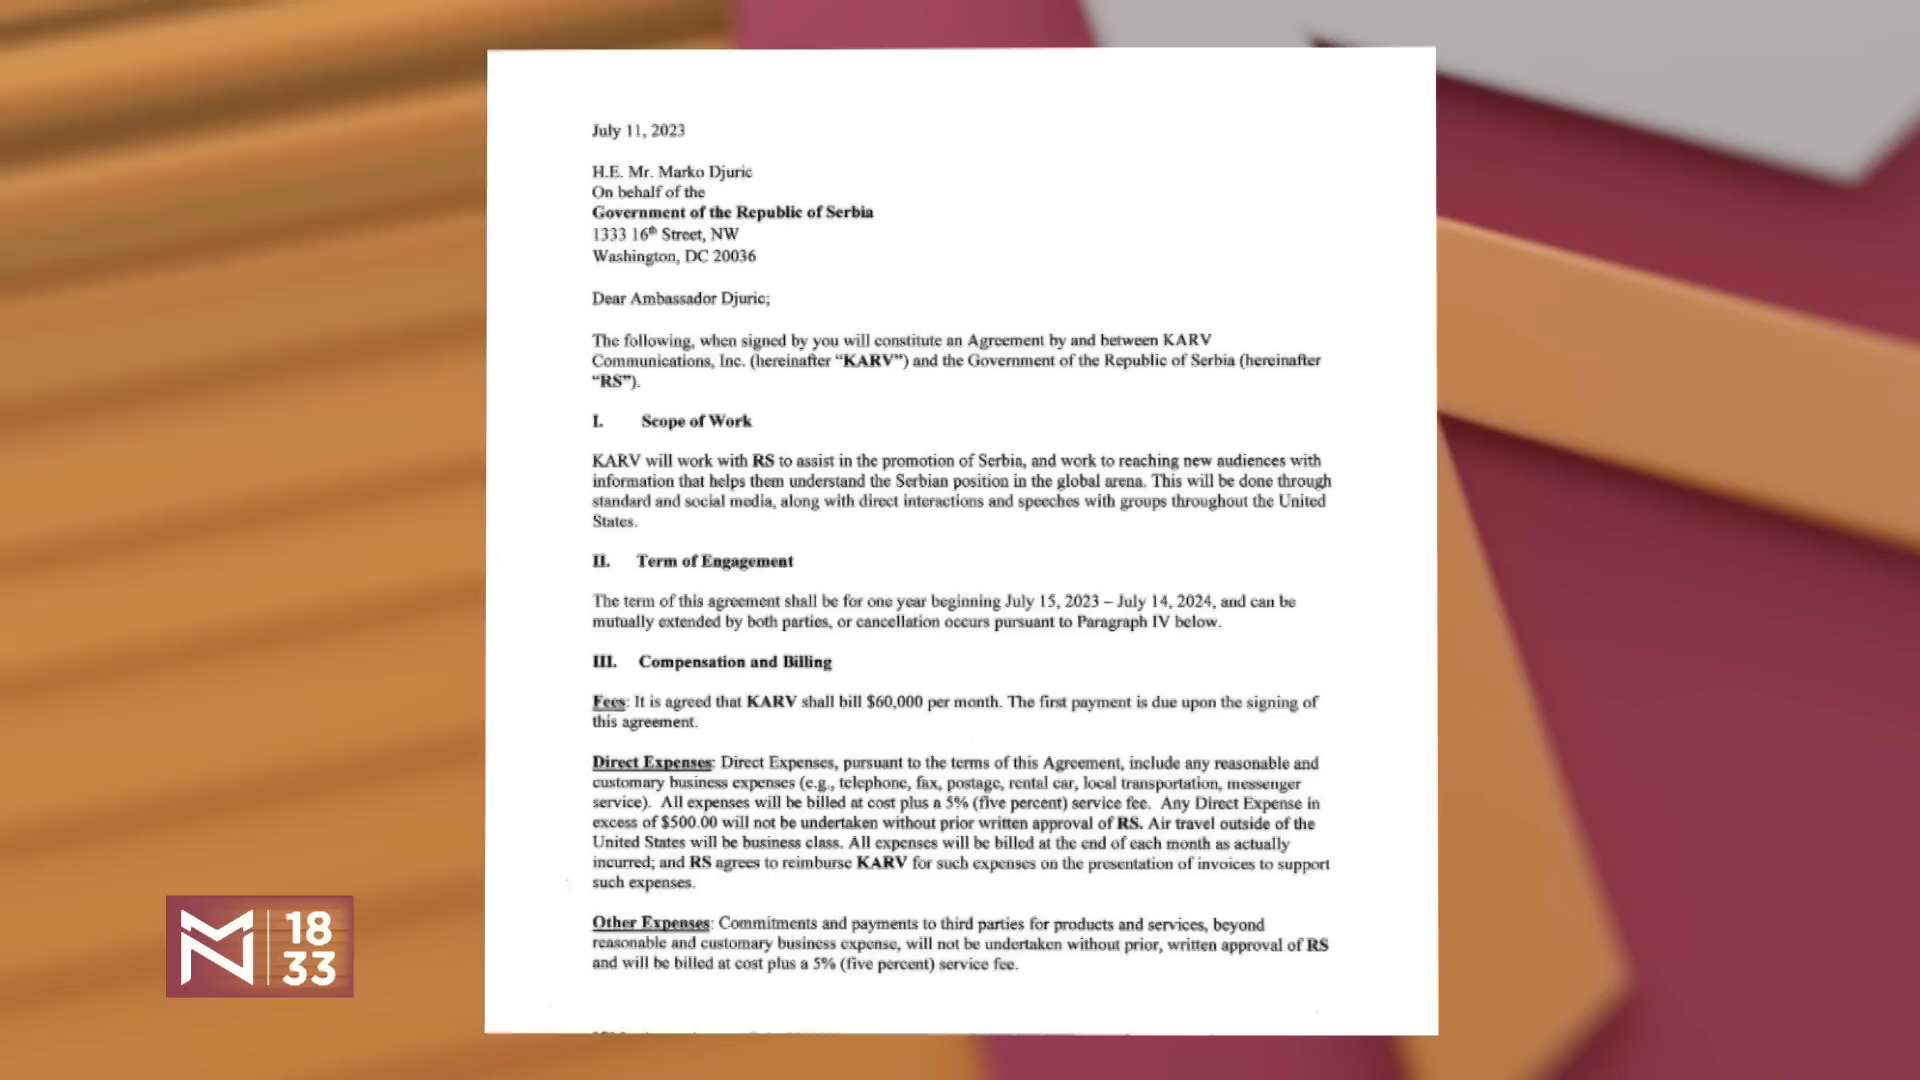 July 11, 2023
H.E. Mr. Marko Djuric
On behalf of the
Government of the Republic of Serbia
1333 16th Street, NW
Washington, DC 20036
Dear Ambassador Djuric;
The following, when signed by you will constitute an Agreement by and between KARV
Communications, Inc. (hereinafter “KARV”) and the Government of the Republic of Serbia (hereinafter
“RS”).
I. Scope of Work
KARV will work with RS to assist in the promotion of Serbia, and work to reaching new audiences with
information that helps them understand the Serbian position in the global arena. This will be done through
standard and social media, along with direct interactions and speeches with groups throughout the United
States.
II. Term of Engagement
The term of this agreement shall be for one year beginning July 15, 2023 – July 14, 2024, and can be
mutually extended by both parties, or cancellation occurs pursuant to Paragraph IV below.
III. Compensation and Billing
Fees: It is agreed that KARV shall bill $60,000 per month. The first payment is due upon the signing of
this agreement.
Direct Expenses: Direct Expenses, pursuant to the terms of this Agreement, include any reasonable and
customary business expenses (e.g., telephone, fax, postage, rental car, local transportation, messenger
service). All expenses will be billed at cost plus a 5% (five percent) service fee. Any Direct Expense in
excess of $500.00 will not be undertaken without prior written approval of RS. Air travel outside of the
United States will be business class. All expenses will be billed at the end of each month as actually
incurred; and RS agrees to reimburse KARV for such expenses on the presentation of invoices to support
such expenses.
Other Expenses: Commitments and payments to third parties for products and services, beyond
reasonable and customary business expense, will not be undertaken without prior, written approval of RS
and will be billed at cost plus a 5% (five percent) service fee.
18
33